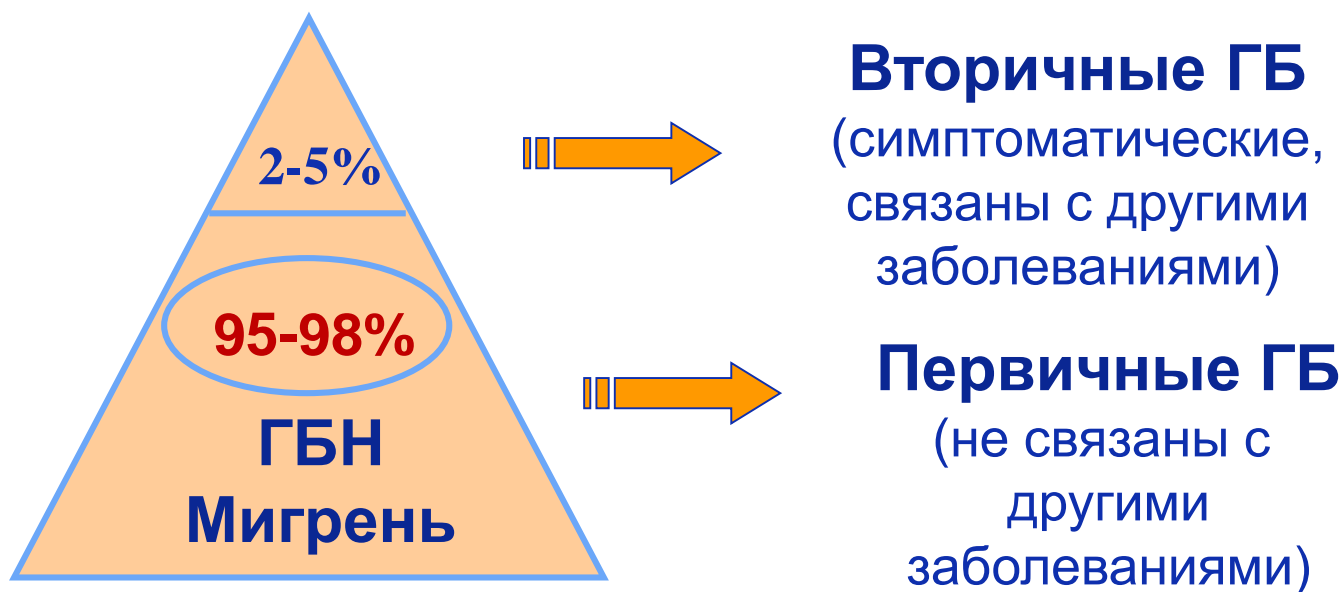 2-5%
95-98%
ГБН
Мигрень
Вторичные ГБ
(симптоматические,
связаны с другими
заболеваниями)
Первичные ГБ
(не связаны с
другими
заболеваниями)